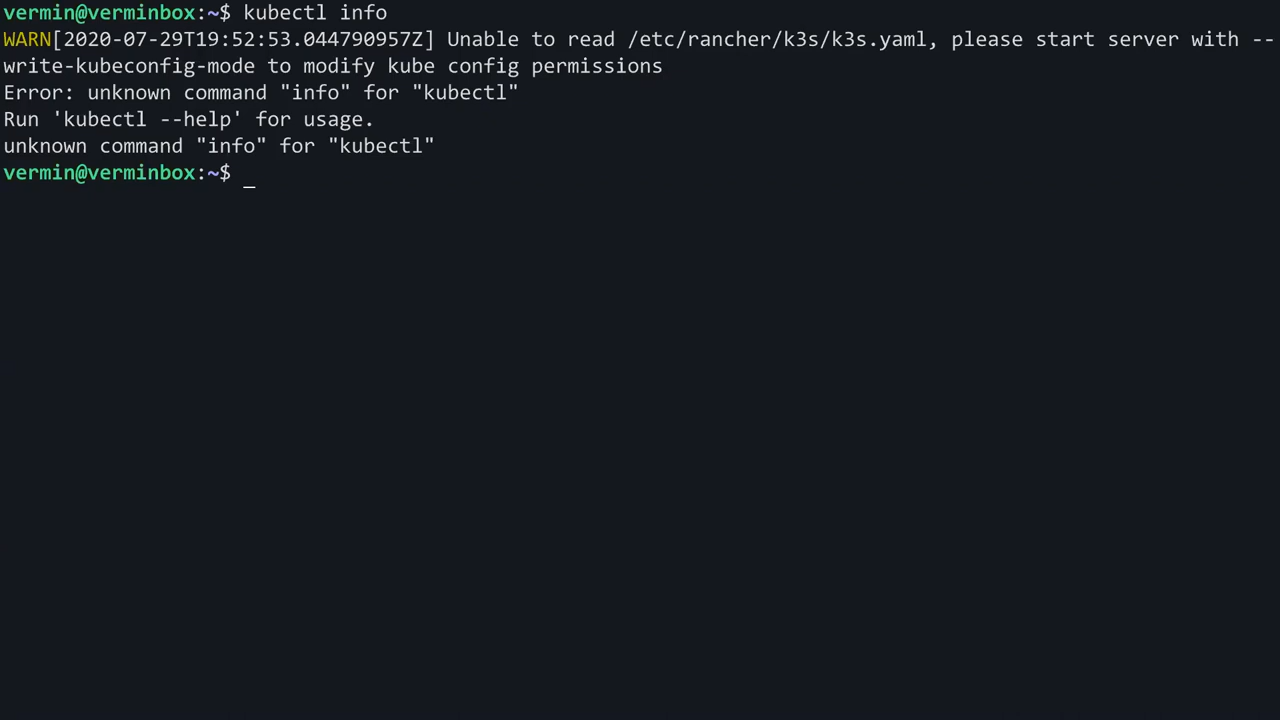 vermin@verminbox:~$ kubectl info
WARN[2020-07-29T19:52:53.044790957Z] Unable to read /etc/rancher/k3s/k3s.yaml, please start server with --
write-kubeconfig-mode to modify kube config permissions
Error: unknown command "info" for "kubectl"
Run 'kubectl --help' for usage.
unknown command "info" for "kubectl"
vermin@verminbox:~$ _